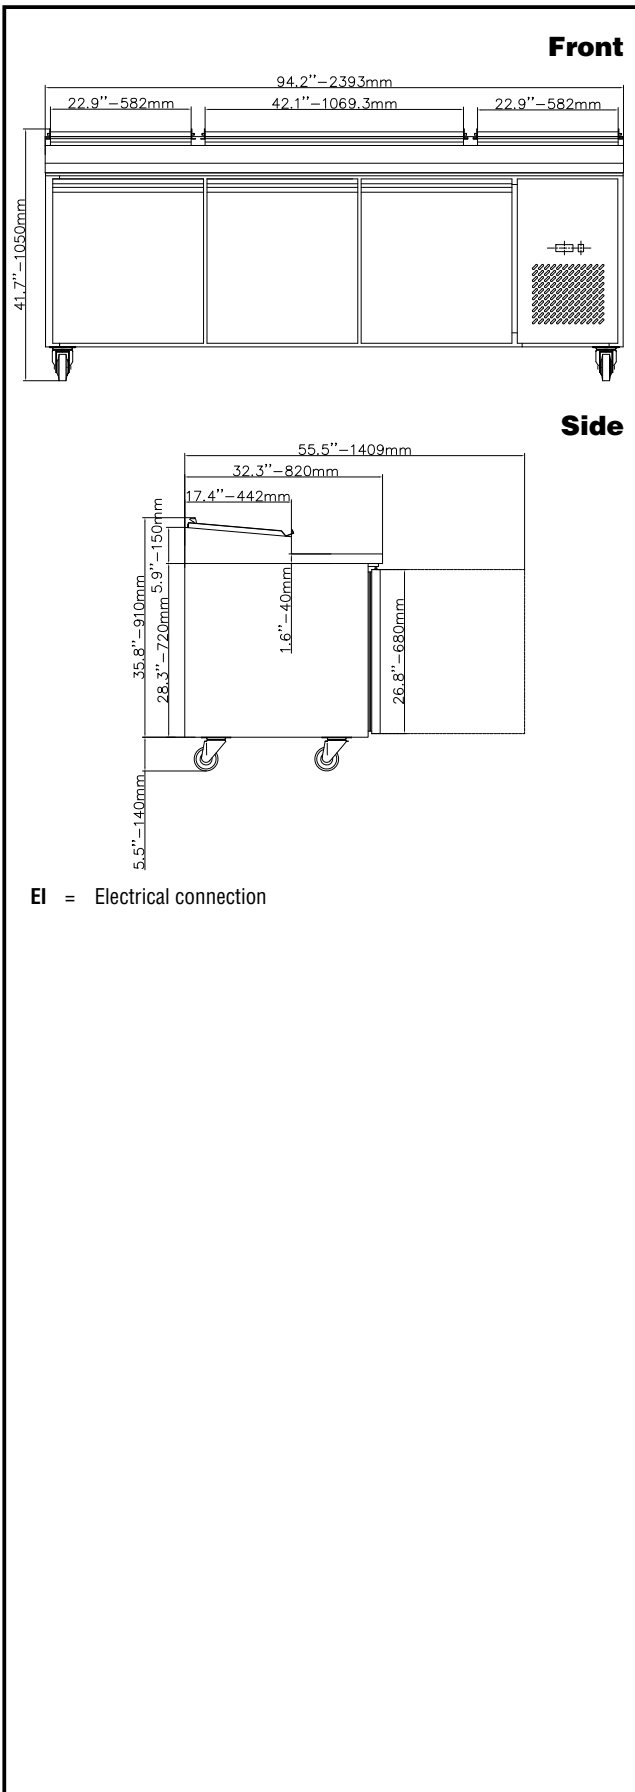 Front
94.2’’−2393mm
22.9’’−582mm
42.1’’−1069.3mm
22.9’’−582mm
41.7’’−1050mm
Side
55.5’’−1409mm
32.3’’−820mm
17.4’’−442mm
5.9’’−150mm
35.8’’−910mm
28.3’’−720mm
1.6’’−40mm
26.8’’−680mm
5.5’’−140mm
EI = Electrical connection